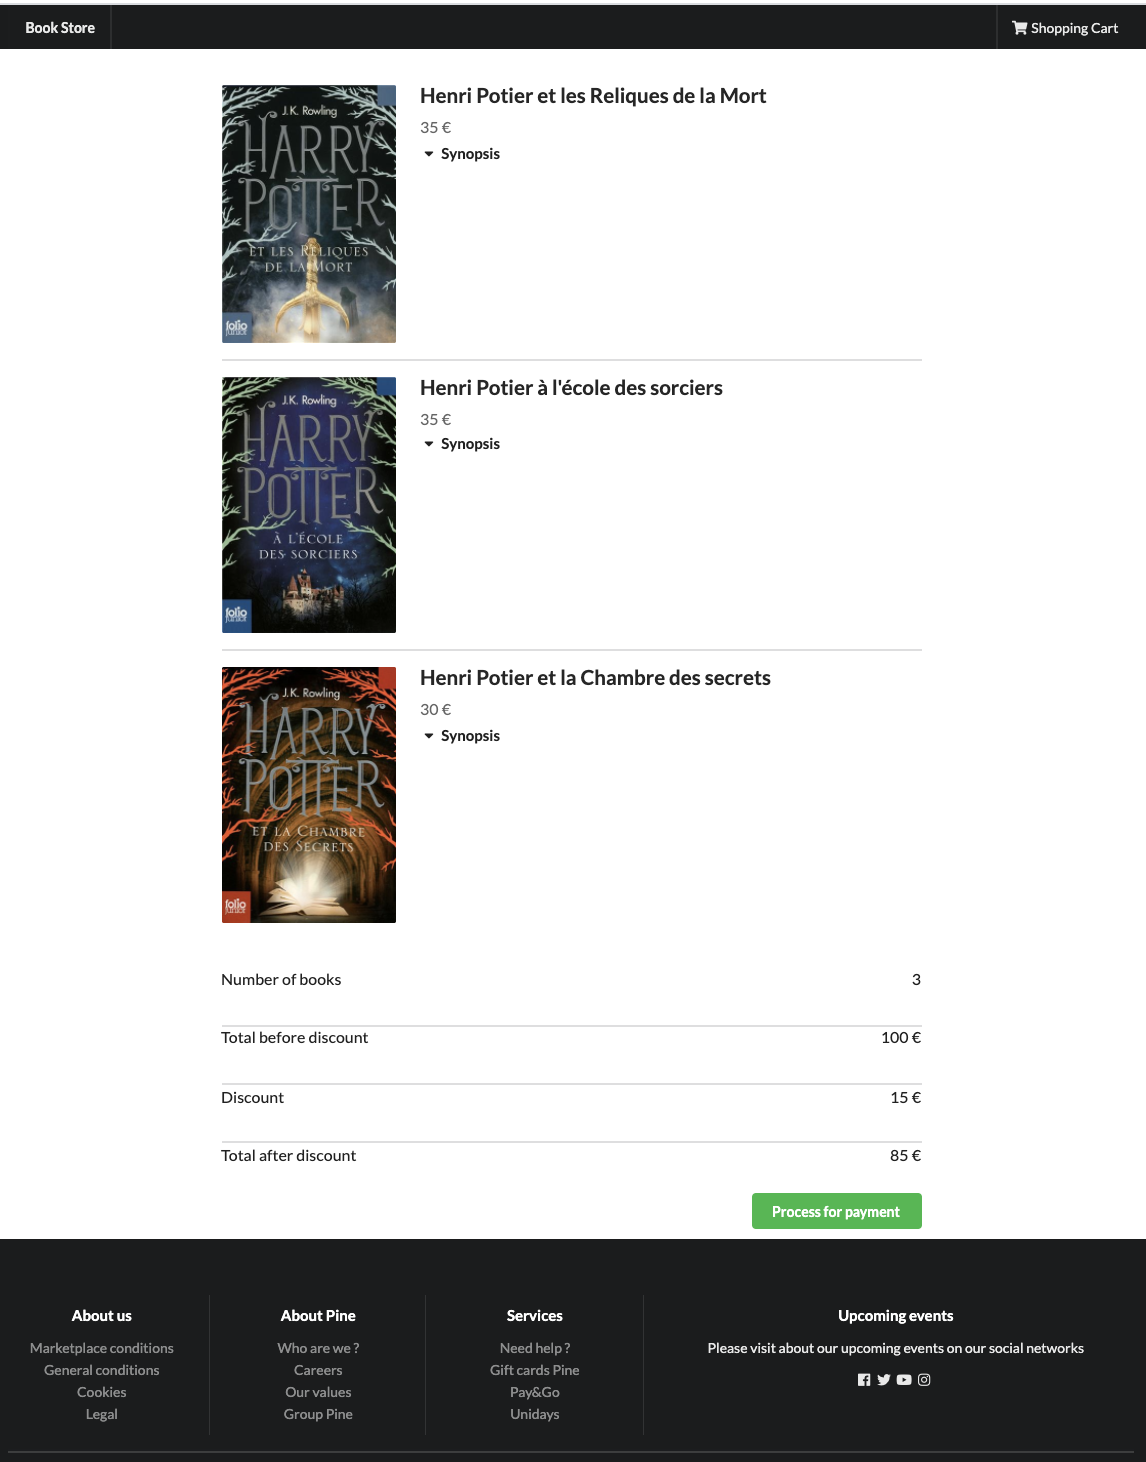 Book Store
Shopping Cart
J.K. Rowling
HARRY
POTTER
ET LES RELIQUES
DE LA MORT
folio
JUNIOR
Henri Potier et les Reliques de la Mort
35 €
Synopsis
J.K. Rowling
HARRY
POTTER
À L'ÉCOLE
DES SORCIERS
folio
JUNIOR
Henri Potier à l'école des sorciers
35 €
Synopsis
J.K. Rowling
HARRY
POTTER
ET LA CHAMBRE
DES SECRETS
folio
JUNIOR
Henri Potier et la Chambre des secrets
30 €
Synopsis
Number of books 3
Total before discount 100 €
Discount 15 €
Total after discount 85 €
Process for payment
About us
Marketplace conditions
General conditions
Cookies
Legal
About Pine
Who are we ?
Careers
Our values
Group Pine
Services
Need help ?
Gift cards Pine
Pay&Go
Unidays
Upcoming events
Please visit about our upcoming events on our social networks